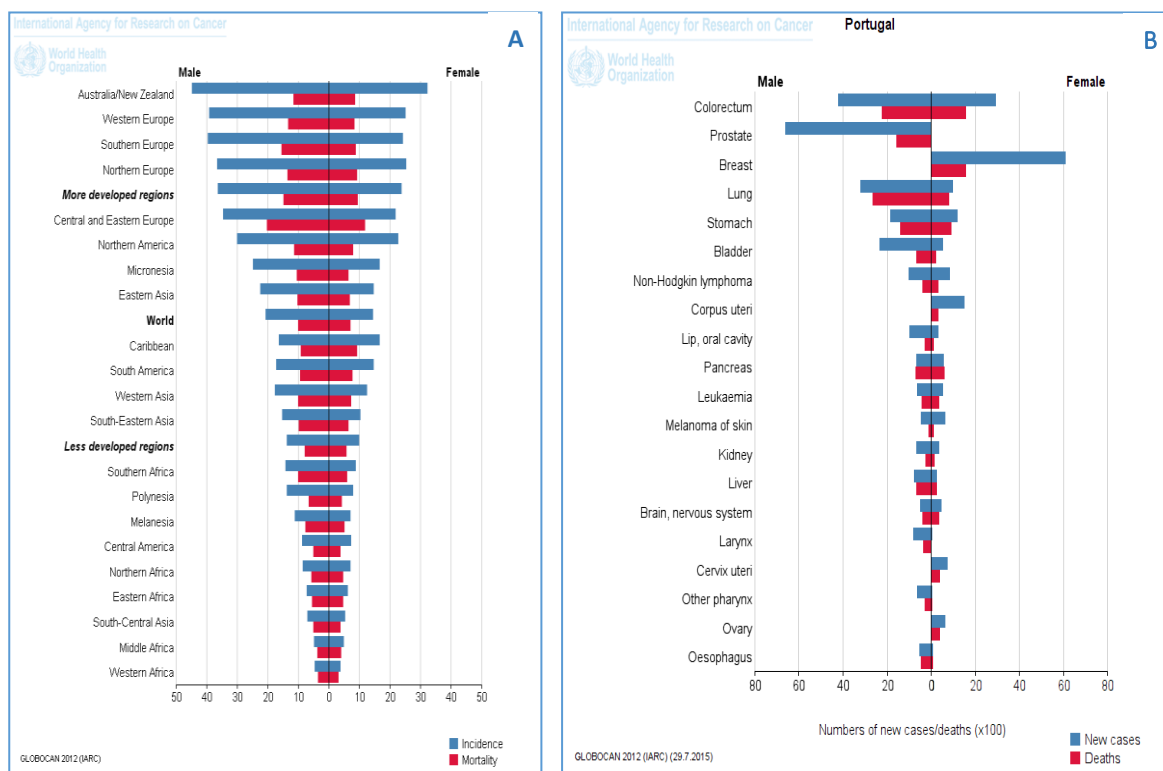 International Agency for Research on Cancer
A
World Health
Organization
Male
Female
Australia/New Zealand
Western Europe
Southern Europe
Northern Europe
More developed regions
Central and Eastern Europe
Northern America
Micronesia
Eastern Asia
World
Caribbean
South America
Western Asia
South-Eastern Asia
Less developed regions
Southern Africa
Polynesia
Melanesia
Central America
Northern Africa
Eastern Africa
South-Central Asia
Middle Africa
Western Africa
50 40 30 20 10 0 10 20 30 40 50
Incidence
Mortality
GLOBOCAN 2012 (IARC)
International Agency for Research on Cancer
Portugal
B
World Health
Organization
Male
Female
Colorectum
Prostate
Breast
Lung
Stomach
Bladder
Non-Hodgkin lymphoma
Corpus uteri
Lip, oral cavity
Pancreas
Leukaemia
Melanoma of skin
Kidney
Liver
Brain, nervous system
Larynx
Cervix uteri
Other pharynx
Ovary
Oesophagus
80 60 40 20 0 20 40 60 80
Numbers of new cases/deaths (x100)
New cases
Deaths
GLOBOCAN 2012 (IARC) (29.7.2015)